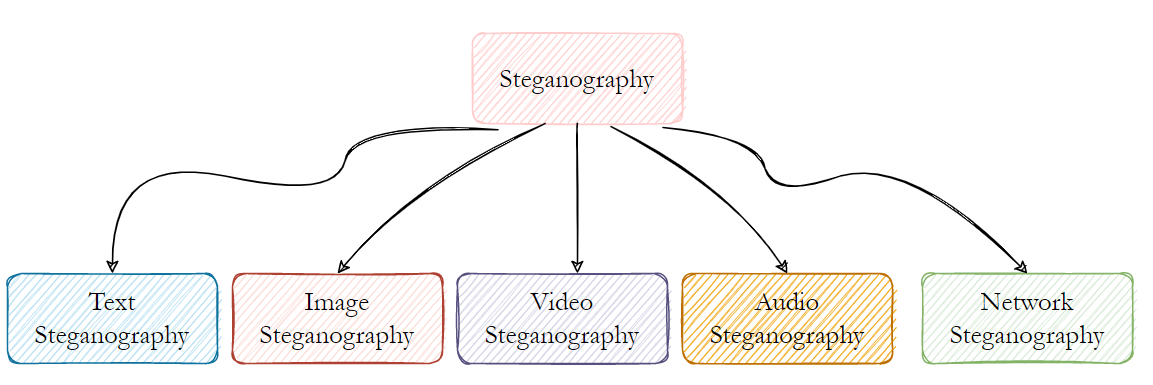 Steganography
Text
Steganography
Image
Steganography
Video
Steganography
Audio
Steganography
Network
Steganography